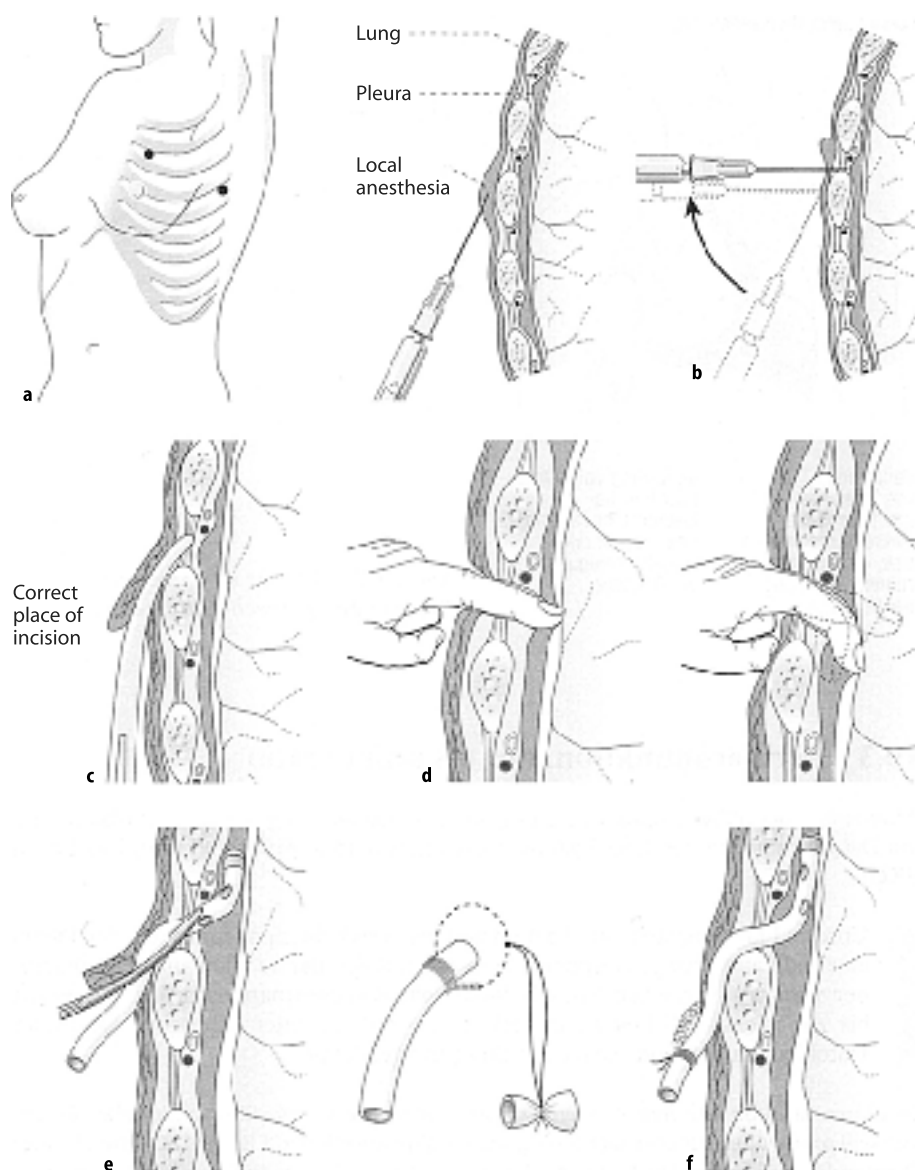 Lung
Pleura
Local
anesthesia
a
b
Correct
place of
incision
c
d
e
f